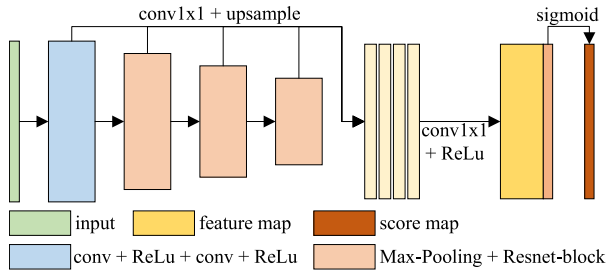 conv1x1 + upsample
sigmoid
conv1x1
+ ReLu
input
feature map
score map
conv + ReLu + conv + ReLu
Max-Pooling + Resnet-block